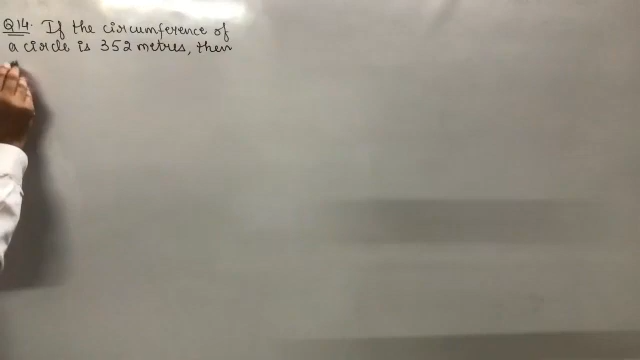 Q14. If the circumference of
a circle is 352 metres, then